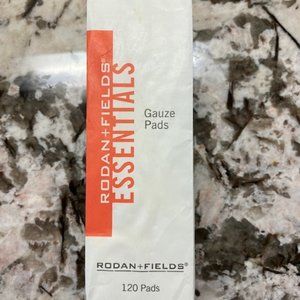 RODAN+FIELDS®
ESSENTIALS
Gauze
Pads
RODAN+FIELDS®
120 Pads